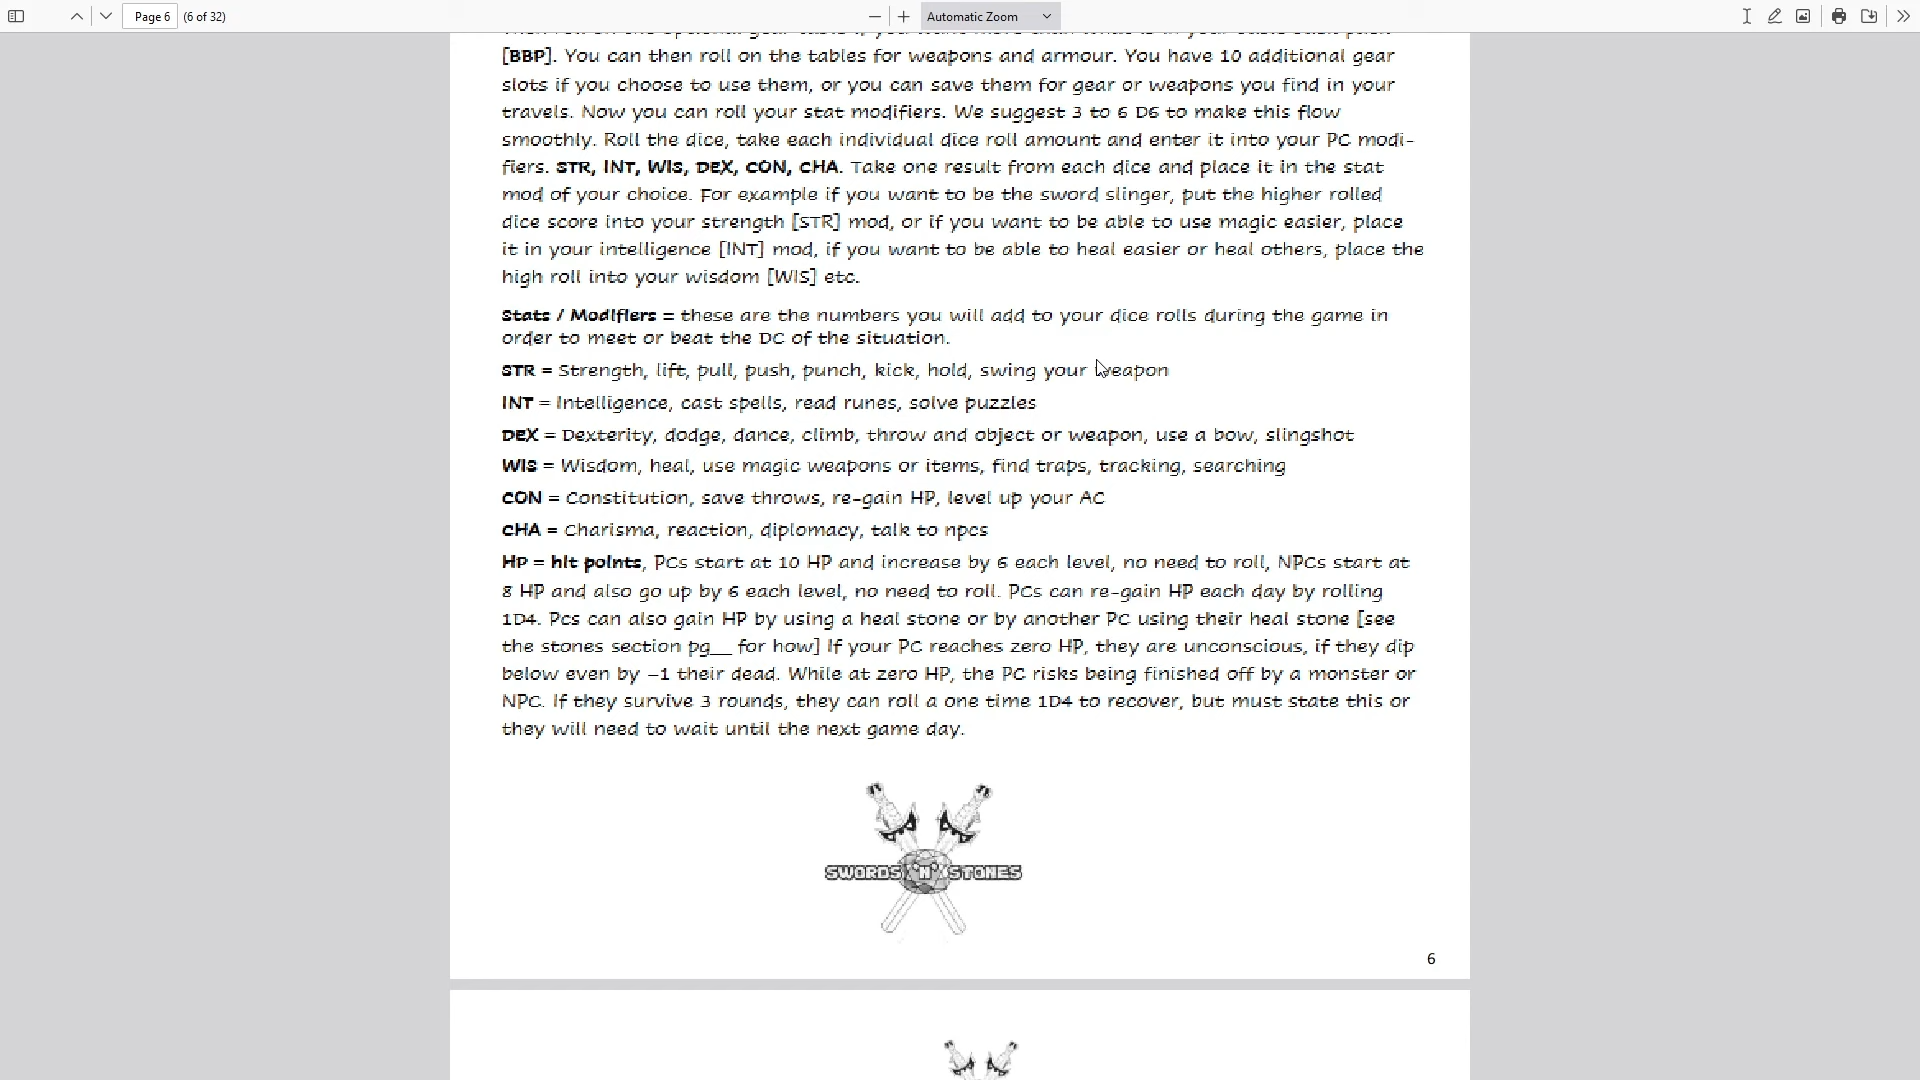 Page 6
(6 of 32)
Automatic Zoom
[BBP]. You can then roll on the tables for weapons and armour. You have 10 additional gear
slots if you choose to use them, or you can save them for gear or weapons you find in your
travels. Now you can roll your stat modifiers. We suggest 3 to 6 D6 to make this flow
smoothly. Roll the dice, take each individual dice roll amount and enter it into your PC modi-
fiers. STR, INT, WIS, DEX, CON, CHA. Take one result from each dice and place it in the stat
mod of your choice. For example if you want to be the sword slinger, put the higher rolled
dice score into your strength [STR] mod, or if you want to be able to use magic easier, place
it in your intelligence [INT] mod, if you want to be able to heal easier or heal others, place the
high roll into your wisdom [WIS] etc.
Stats / Modifiers = these are the numbers you will add to your dice rolls during the game in
order to meet or beat the DC of the situation.
STR = Strength, lift, pull, push, punch, kick, hold, swing your weapon
INT = Intelligence, cast spells, read runes, solve puzzles
DEX = Dexterity, dodge, dance, climb, throw and object or weapon, use a bow, slingshot
WIS = Wisdom, heal, use magic weapons or items, find traps, tracking, searching
CON = Constitution, save throws, re-gain HP, level up your AC
CHA = Charisma, reaction, diplomacy, talk to npcs
HP = hit points, PCs start at 10 HP and increase by 6 each level, no need to roll, NPCs start at
8 HP and also go up by 6 each level, no need to roll. PCs can re-gain HP each day by rolling
1D4. Pcs can also gain HP by using a heal stone or by another PC using their heal stone [see
the stones section pg__ for how] If your PC reaches zero HP, they are unconscious, if they dip
below even by -1 their dead. While at zero HP, the PC risks being finished off by a monster or
NPC. If they survive 3 rounds, they can roll a one time 1D4 to recover, but must state this or
they will need to wait until the next game day.
SWORDS 'N' STONES
6